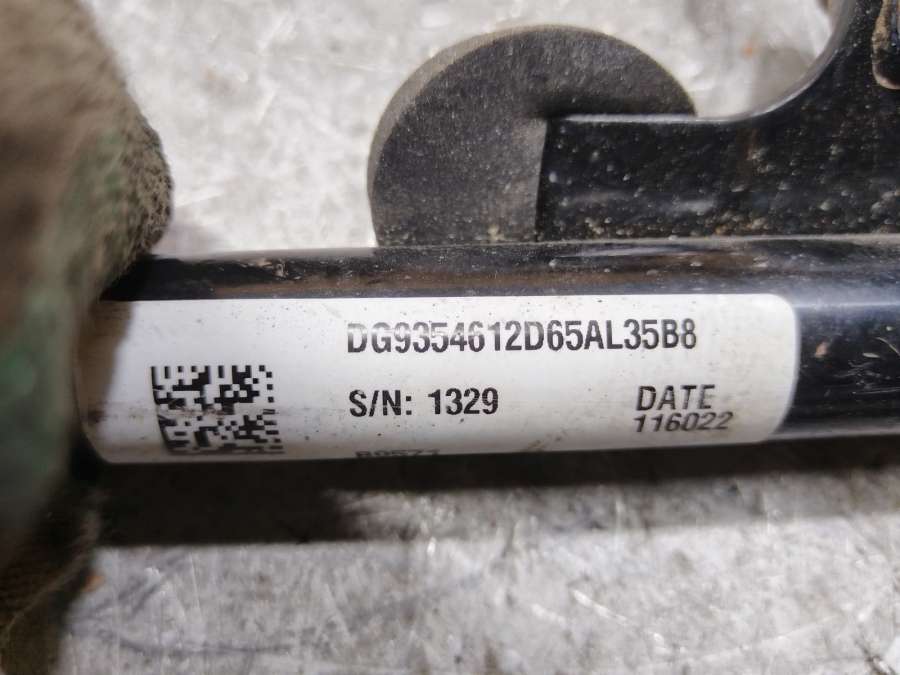 DG9354612D65AL35B8
S/N: 1329
DATE
116022